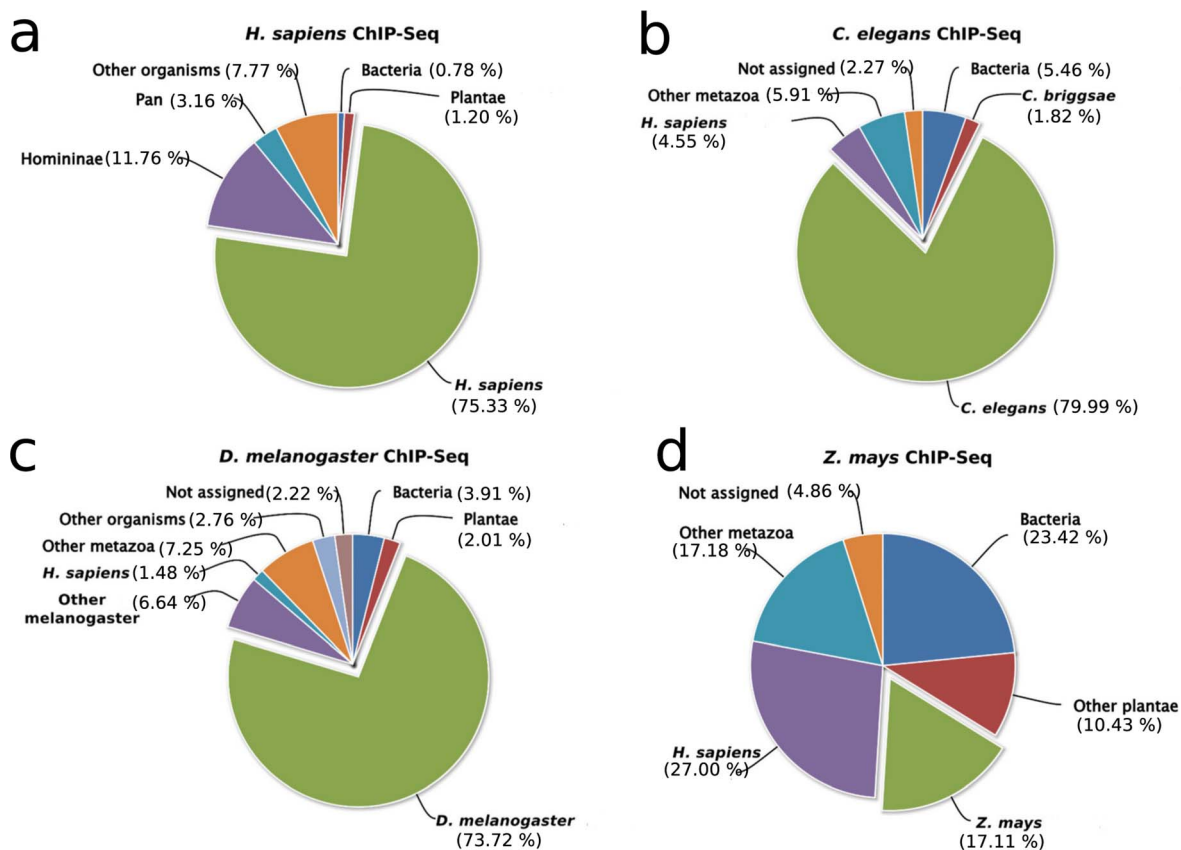 a
H. sapiens ChIP-Seq
Other organisms (7.77 %)
Bacteria (0.78 %)
Pan (3.16 %)
Plantae
(1.20 %)
Homininae (11.76 %)
H. sapiens
(75.33 %)
b
C. elegans ChIP-Seq
Not assigned (2.27 %)
Bacteria (5.46 %)
Other metazoa (5.91 %)
C. briggsae
(1.82 %)
H. sapiens
(4.55 %)
C. elegans (79.99 %)
c
D. melanogaster ChIP-Seq
Not assigned (2.22 %)
Bacteria (3.91 %)
Other organisms (2.76 %)
Plantae
(2.01 %)
Other metazoa (7.25 %)
H. sapiens (1.48 %)
Other (6.64 %)
melanogaster
D. melanogaster
(73.72 %)
d
Z. mays ChIP-Seq
Not assigned (4.86 %)
Bacteria
(23.42 %)
Other metazoa
(17.18 %)
Other plantae
(10.43 %)
H. sapiens
(27.00 %)
Z. mays
(17.11 %)